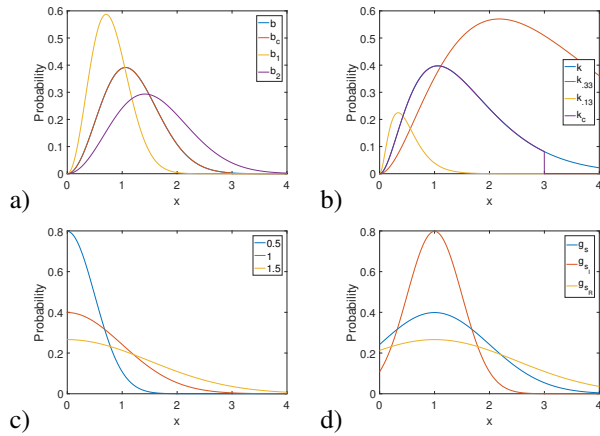 0.6
0.5
0.4
0.3
0.2
0.1
0
Probability
0 1 2 3 4
x
b
b_c
b_1
b_2
a)
0.6
0.5
0.4
0.3
0.2
0.1
0
Probability
0 1 2 3 4
x
k
k_.33
k_.13
k_c
b)
0.8
0.6
0.4
0.2
0
Probability
0 1 2 3 4
x
0.5
1
1.5
c)
0.8
0.6
0.4
0.2
0
Probability
0 1 2 3 4
x
g_s
g_{s_I}
g_{s_R}
d)